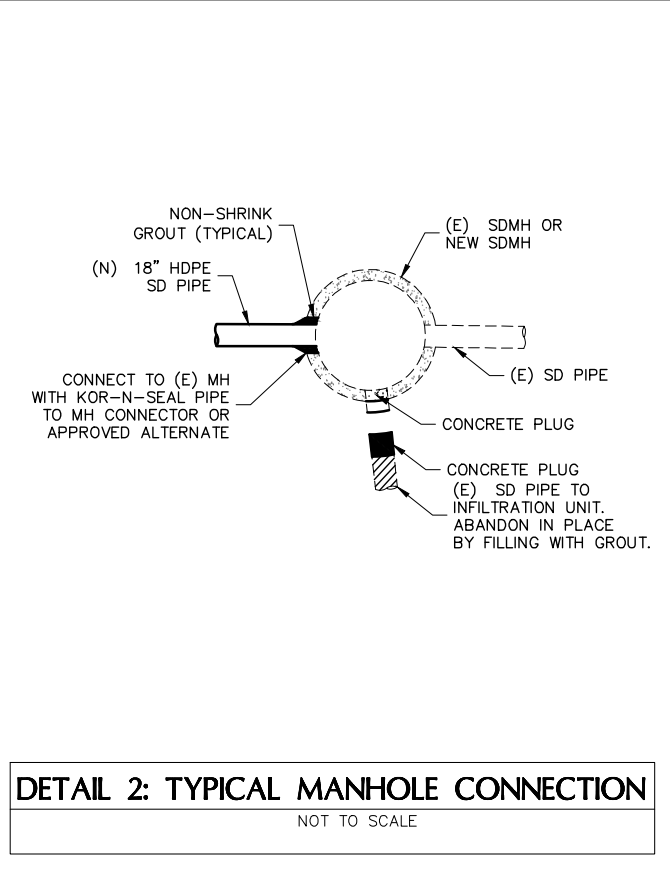 NON-SHRINK
GROUT (TYPICAL)
(E) SDMH OR
NEW SDMH
(N) 18" HDPE
SD PIPE
CONNECT TO (E) MH
WITH KOR-N-SEAL PIPE
TO MH CONNECTOR OR
APPROVED ALTERNATE
(E) SD PIPE
CONCRETE PLUG
CONCRETE PLUG
(E) SD PIPE TO
INFILTRATION UNIT.
ABANDON IN PLACE
BY FILLING WITH GROUT.
DETAIL 2: TYPICAL MANHOLE CONNECTION
NOT TO SCALE